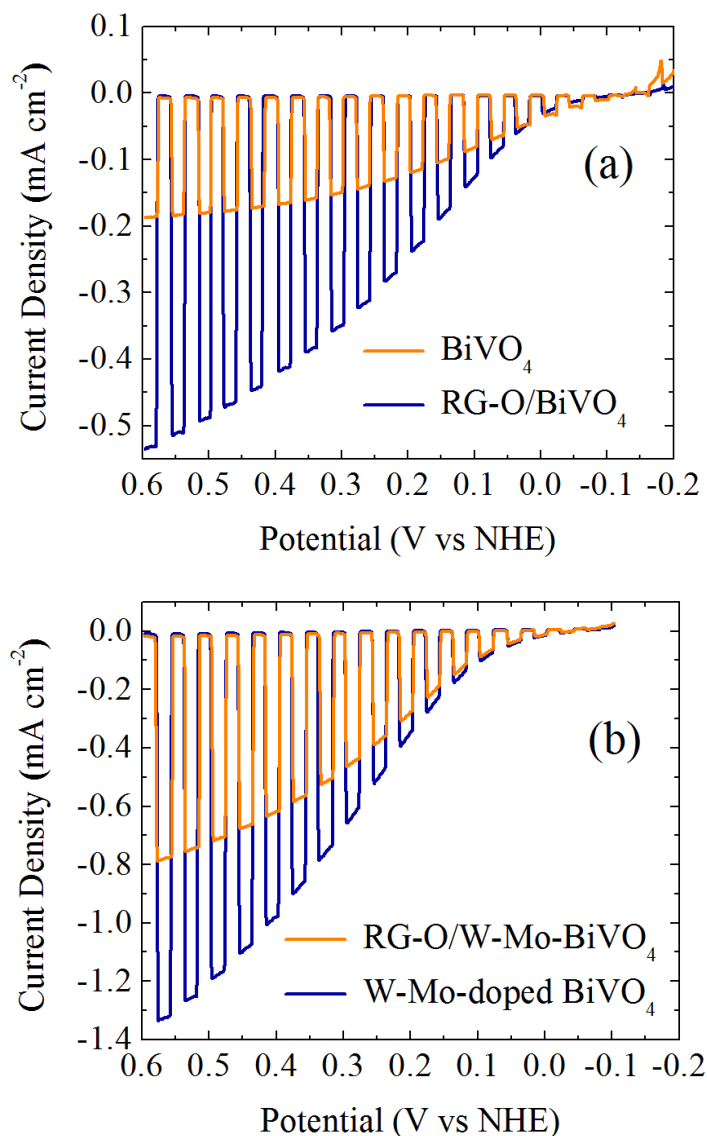 0.1
0.0
-0.1
-0.2
-0.3
-0.4
-0.5
Current Density (mA cm⁻²)
(a)
BiVO₄
RG-O/BiVO₄
0.6 0.5 0.4 0.3 0.2 0.1 0.0 -0.1 -0.2
Potential (V vs NHE)
0.0
-0.2
-0.4
-0.6
-0.8
-1.0
-1.2
-1.4
Current Density (mA cm⁻²)
(b)
RG-O/W-Mo-BiVO₄
W-Mo-doped BiVO₄
0.6 0.5 0.4 0.3 0.2 0.1 0.0 -0.1 -0.2
Potential (V vs NHE)